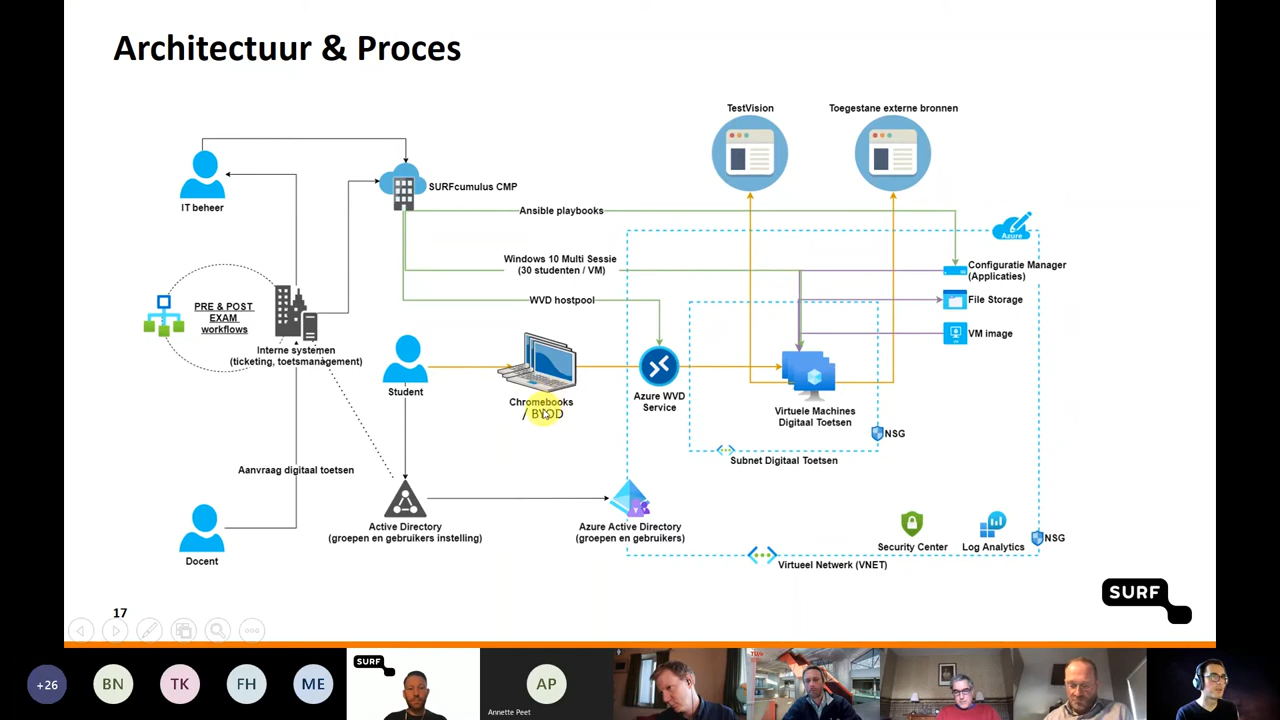 Architectuur & Proces
TestVision
Toegestane externe bronnen
IT beheer
SURFcumulus CMP
Ansible playbooks
Azure
Windows 10 Multi Sessie
(30 studenten / VM)
Configuratie Manager
(Applicaties)
WVD hostpool
File Storage
PRE & POST
EXAM
workflows
VM image
Interne systemen
(ticketing, toetsmanagement)
Student
Chromebooks
/ BYOD
Azure WVD
Service
Virtuele Machines
Digitaal Toetsen
NSG
Subnet Digitaal Toetsen
Aanvraag digitaal toetsen
Active Directory
(groepen en gebruikers instelling)
Azure Active Directory
(groepen en gebruikers)
Security Center
Log Analytics
NSG
Docent
Virtueel Netwerk (VNET)
SURF
17
+26
BN
TK
FH
ME
SURF
AP
Annette Peet